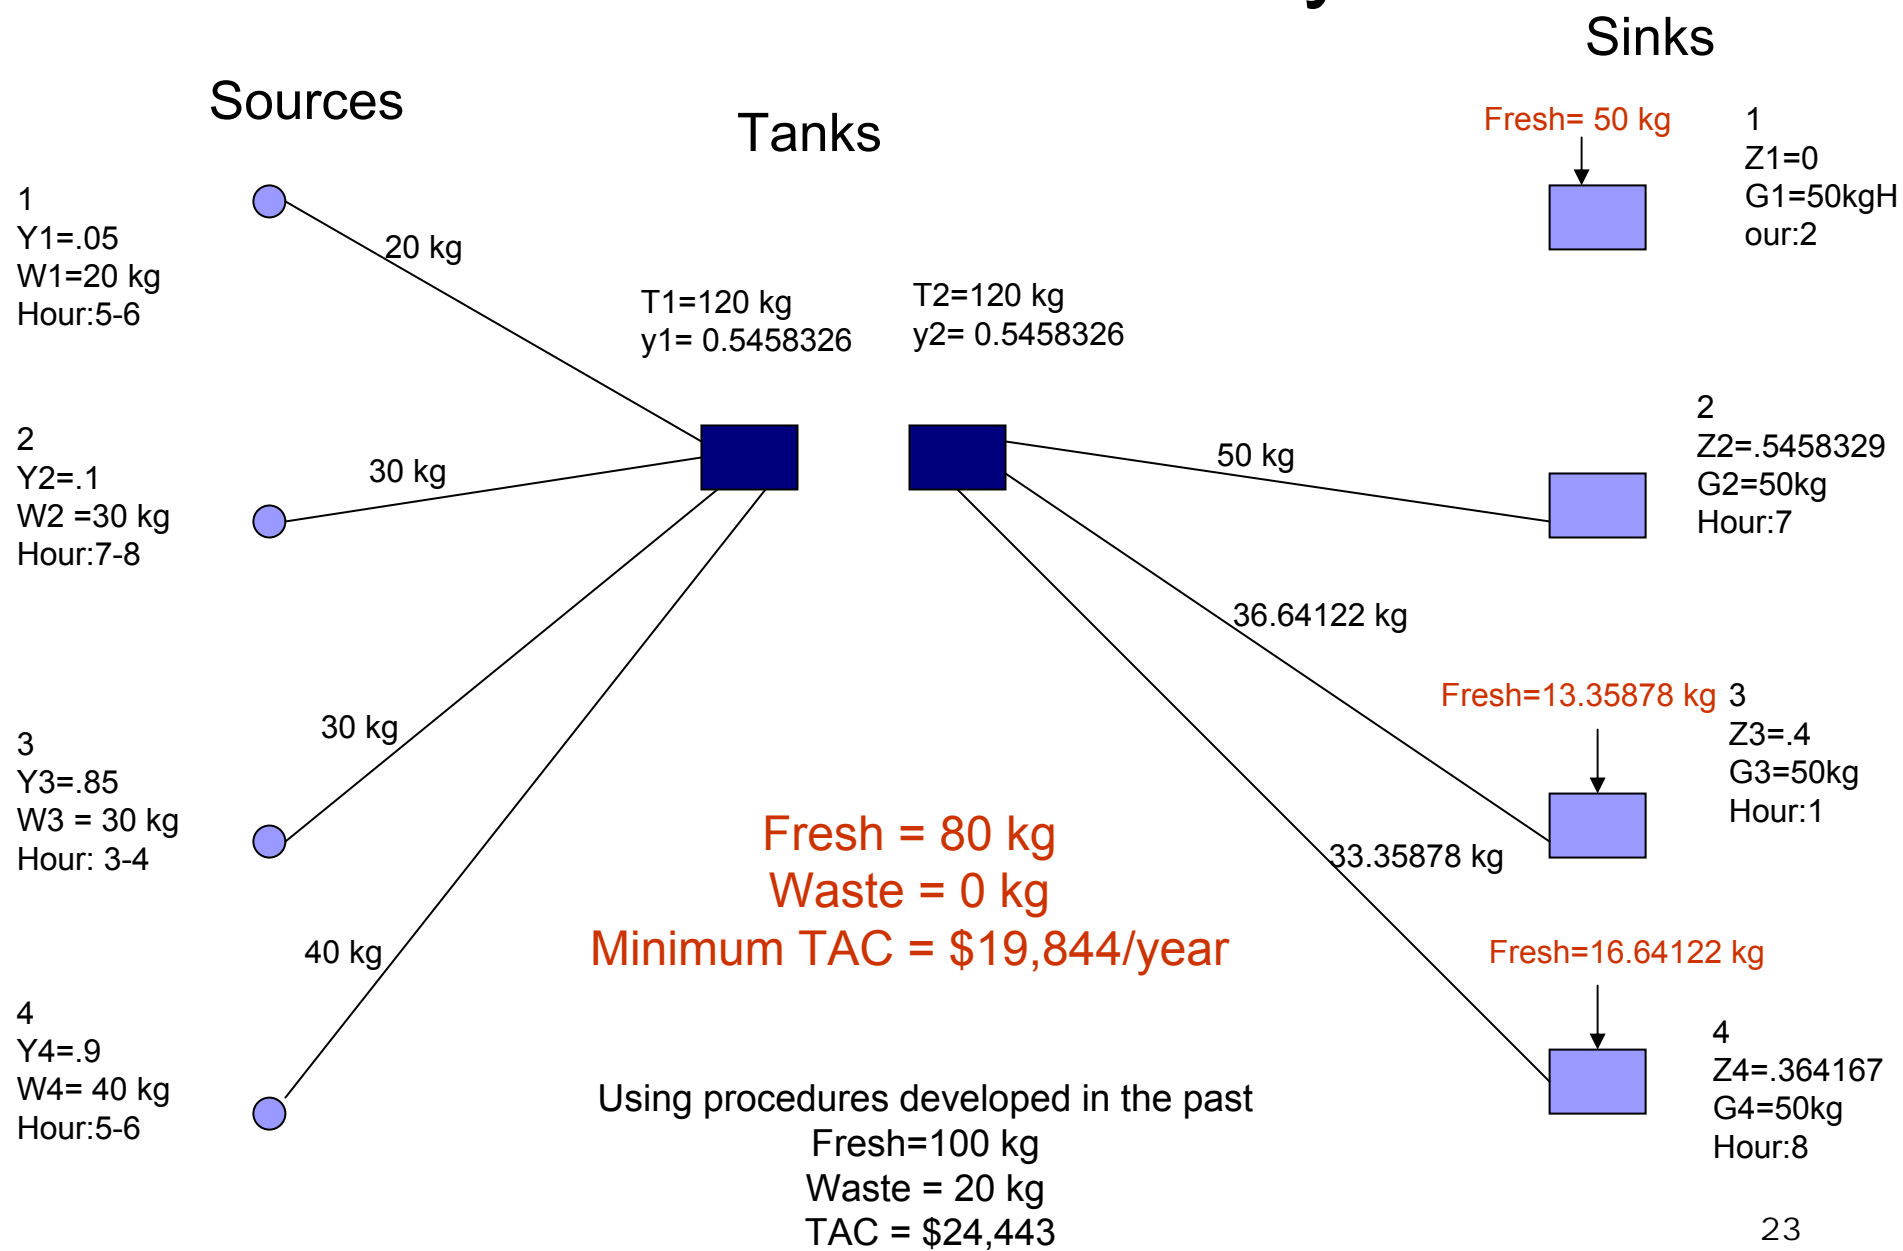 Sinks
Sources
Tanks
Fresh= 50 kg
1
Z1=0
G1=50kgH
our:2
1
Y1=.05
W1=20 kg
Hour:5-6
20 kg
T1=120 kg
y1= 0.5458326
T2=120 kg
y2= 0.5458326
2
Y2=.1
W2 =30 kg
Hour:7-8
30 kg
50 kg
2
Z2=.5458329
G2=50kg
Hour:7
36.64122 kg
3
Y3=.85
W3 = 30 kg
Hour: 3-4
30 kg
Fresh=13.35878 kg
3
Z3=.4
G3=50kg
Hour:1
Fresh = 80 kg
Waste = 0 kg
Minimum TAC = $19,844/year
33.35878 kg
40 kg
Fresh=16.64122 kg
4
Y4=.9
W4= 40 kg
Hour:5-6
4
Z4=.364167
G4=50kg
Hour:8
Using procedures developed in the past
Fresh=100 kg
Waste = 20 kg
TAC = $24,443
23